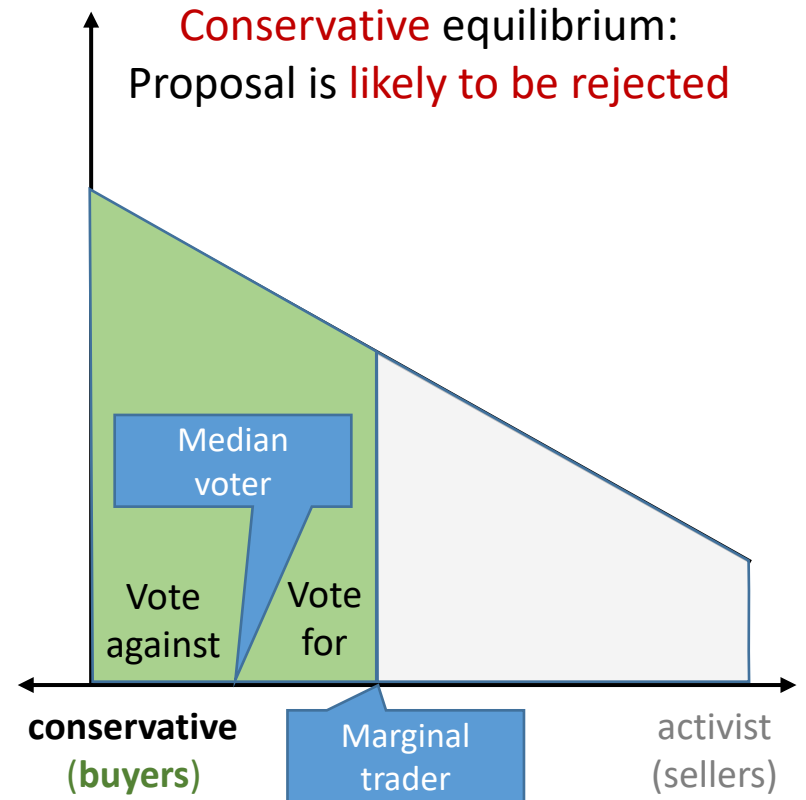 Conservative equilibrium:
Proposal is likely to be rejected
Median
voter
Vote
against
Vote
for
conservative
(buyers)
Marginal
trader
activist
(sellers)